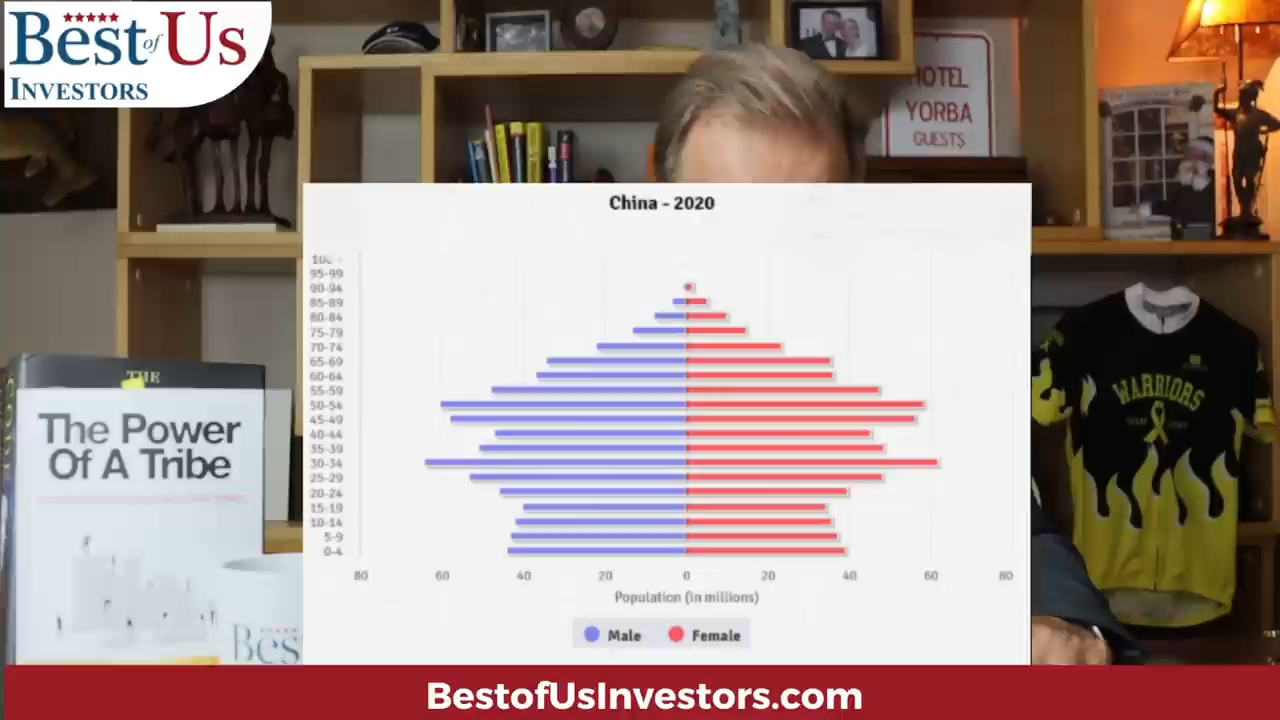 Best of Us
INVESTORS
HOTEL
YORBA
GUESTS
China - 2020
95-99
90-94
85-89
80-84
75-79
70-74
65-69
60-64
55-59
50-54
45-49
40-44
35-39
30-34
25-29
20-24
15-19
10-14
5-9
0-4
80 60 40 20 0 20 40 60 80
Population (in millions)
Male Female
THE
The Power
Of A Tribe
Bes
WARRIORS
BestofUsInvestors.com